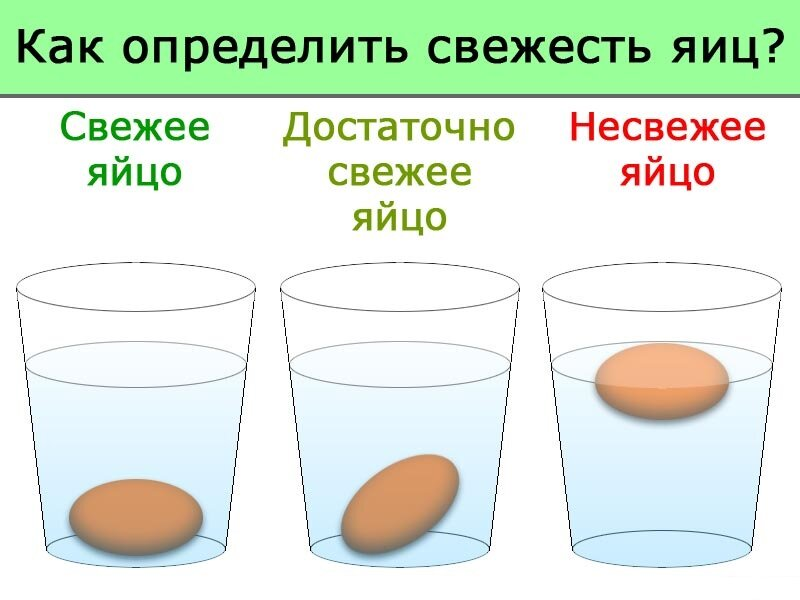 Как определить свежесть яиц?
Свежее
яйцо
Достаточно
свежее
яйцо
Несвежее
яйцо